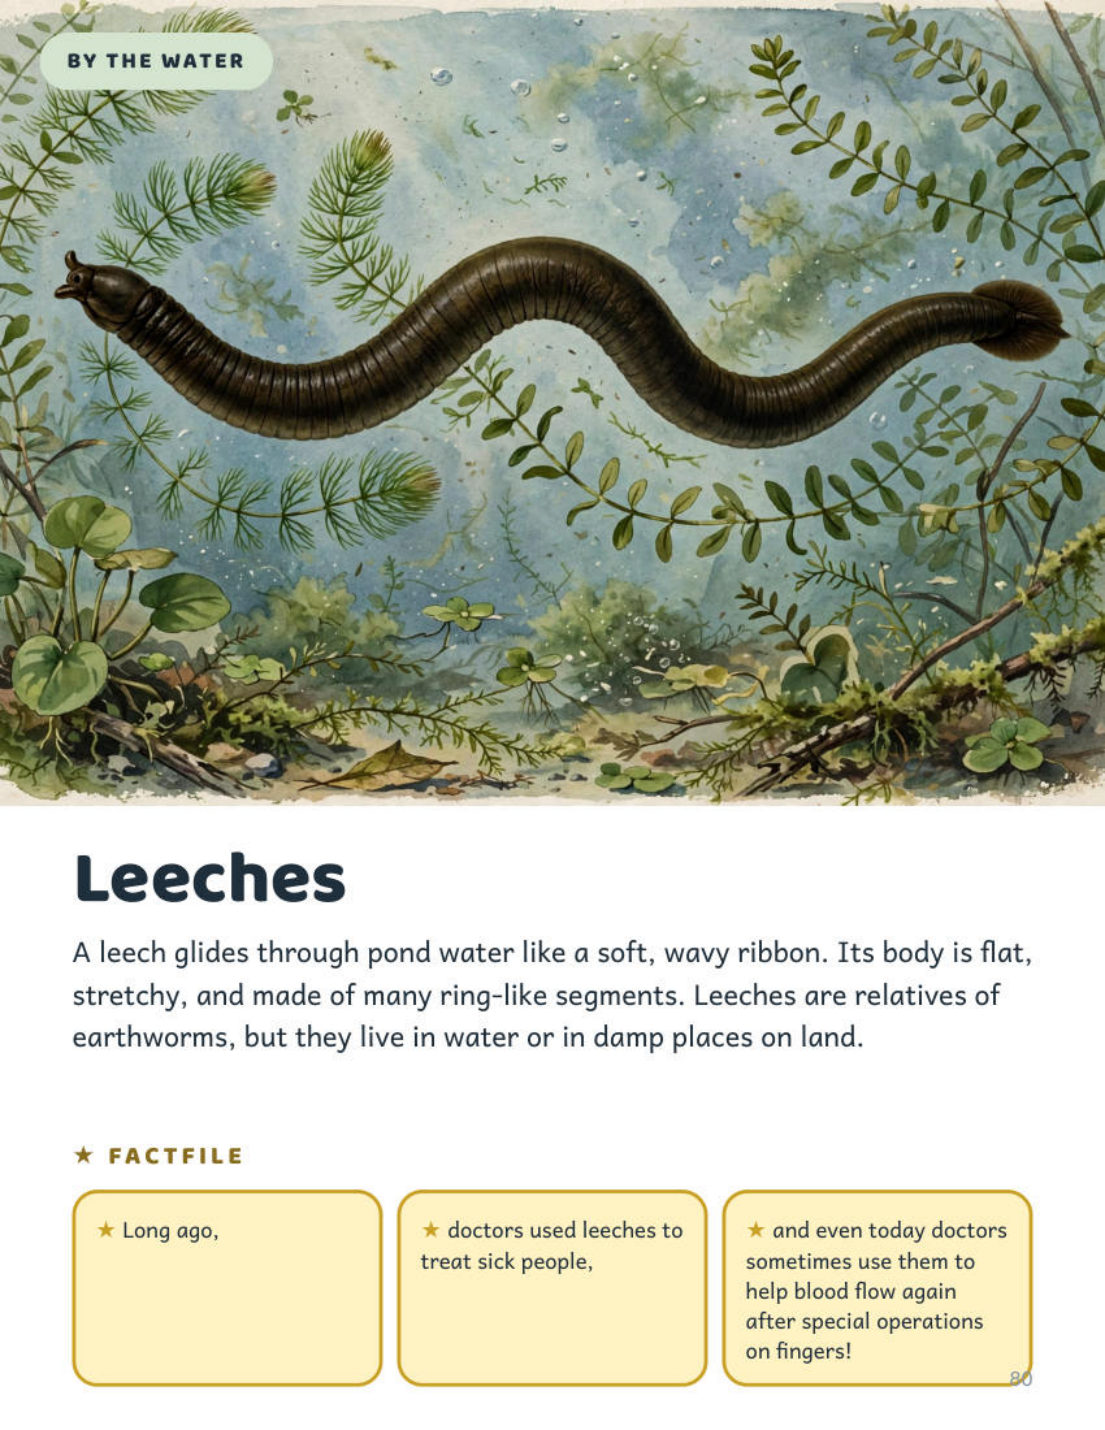 BY THE WATER
Leeches
A leech glides through pond water like a soft, wavy ribbon. Its body is flat,
stretchy, and made of many ring-like segments. Leeches are relatives of
earthworms, but they live in water or in damp places on land.
★ FACTFILE
★ Long ago,
★ doctors used leeches to
treat sick people,
★ and even today doctors
sometimes use them to
help blood flow again
after special operations
on fingers!
80